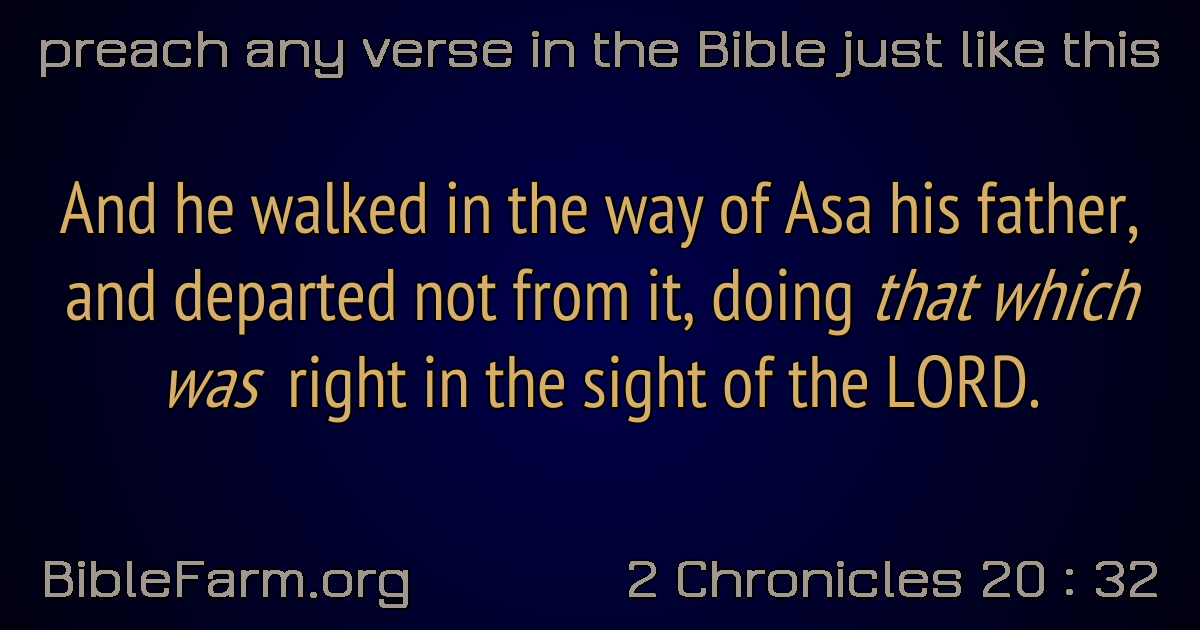 preach any verse in the Bible just like this
And he walked in the way of Asa his father,
and departed not from it, doing that which
was right in the sight of the LORD.
BibleFarm.org
2 Chronicles 20 : 32